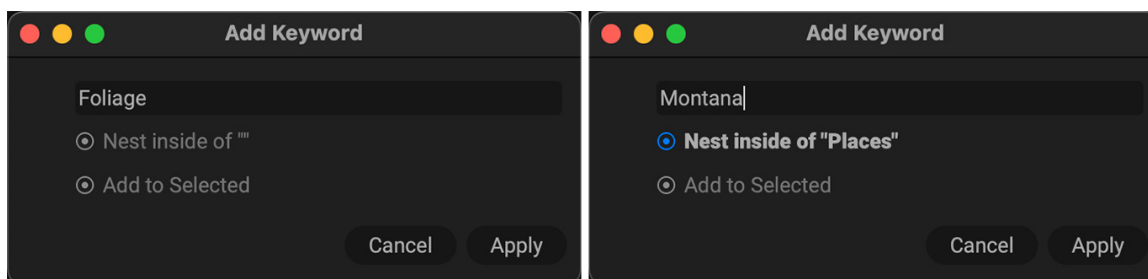 Add Keyword
Foliage
Nest inside of ""
Add to Selected
Cancel Apply
Add Keyword
Montana
Nest inside of "Places"
Add to Selected
Cancel Apply